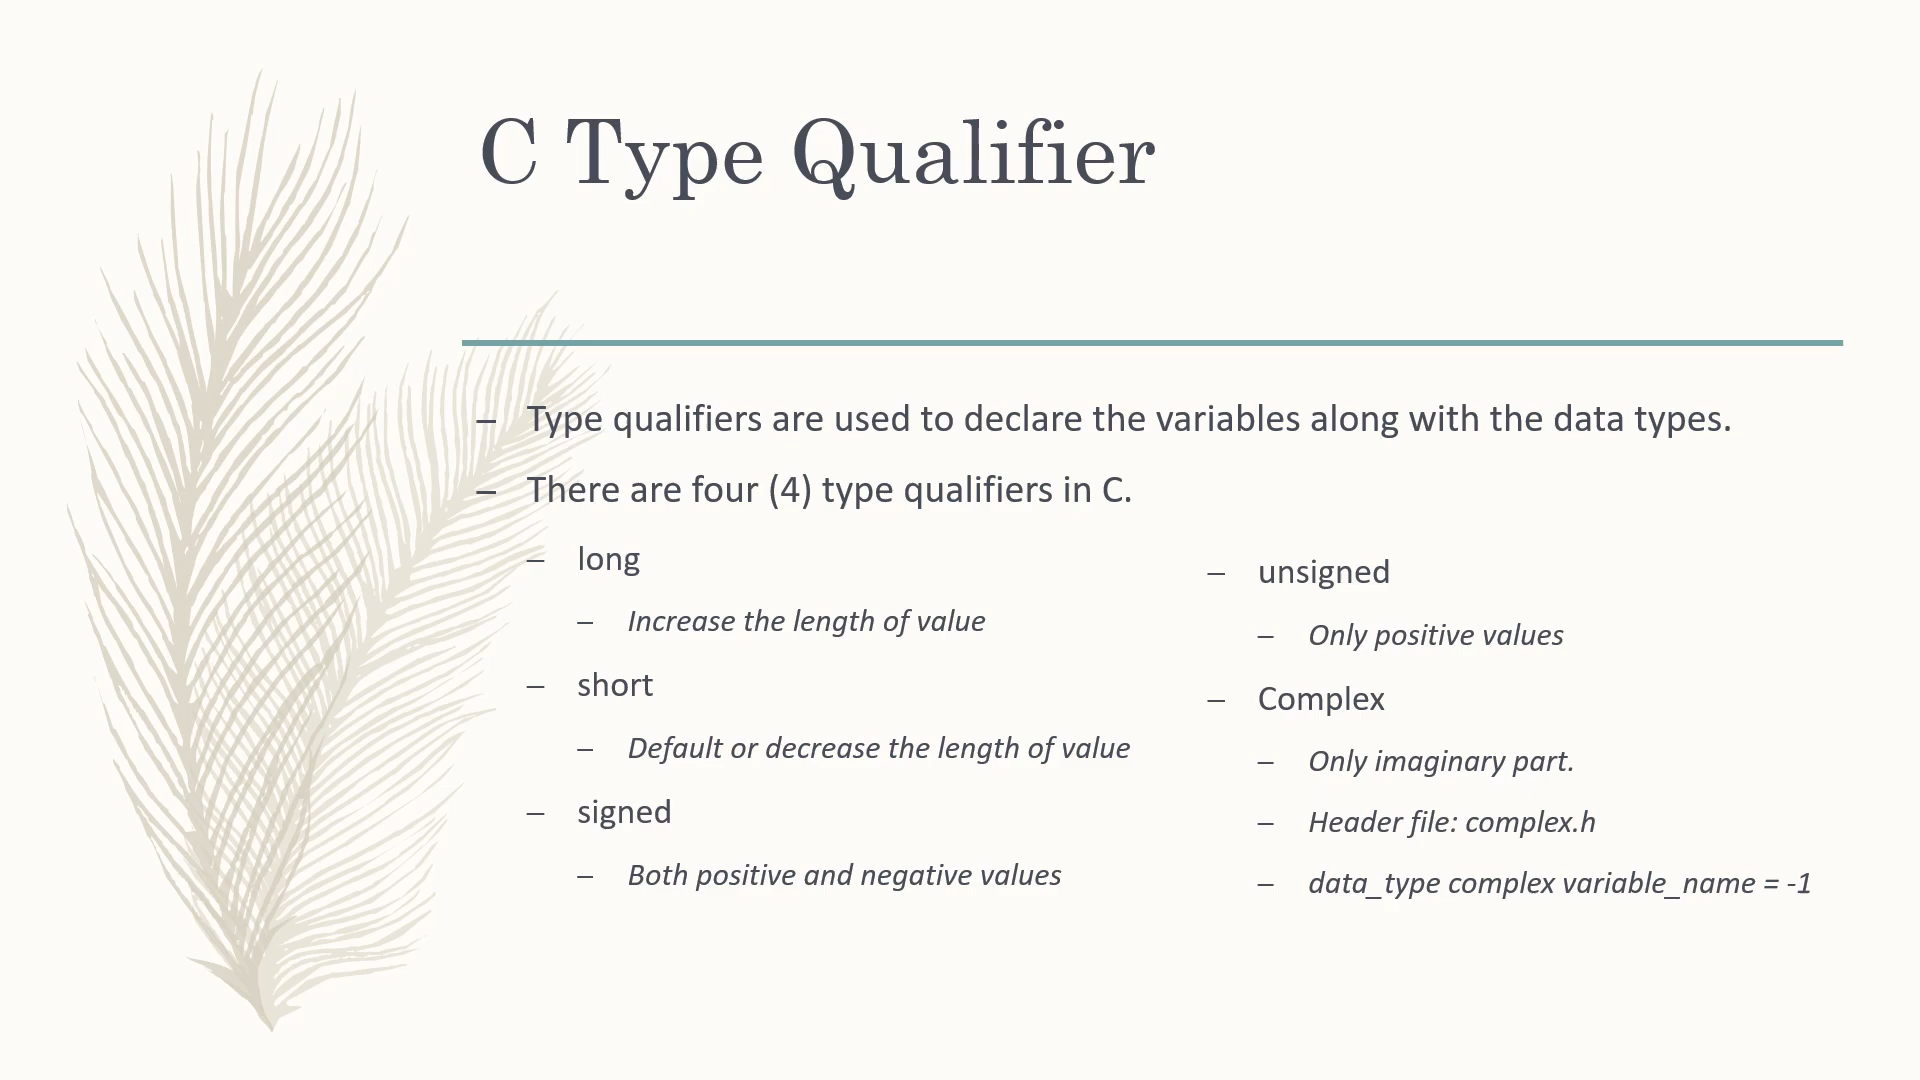 C Type Qualifier
– Type qualifiers are used to declare the variables along with the data types.
– There are four (4) type qualifiers in C.
– long
– Increase the length of value
– short
– Default or decrease the length of value
– signed
– Both positive and negative values
– unsigned
– Only positive values
– Complex
– Only imaginary part.
– Header file: complex.h
– data_type complex variable_name = -1